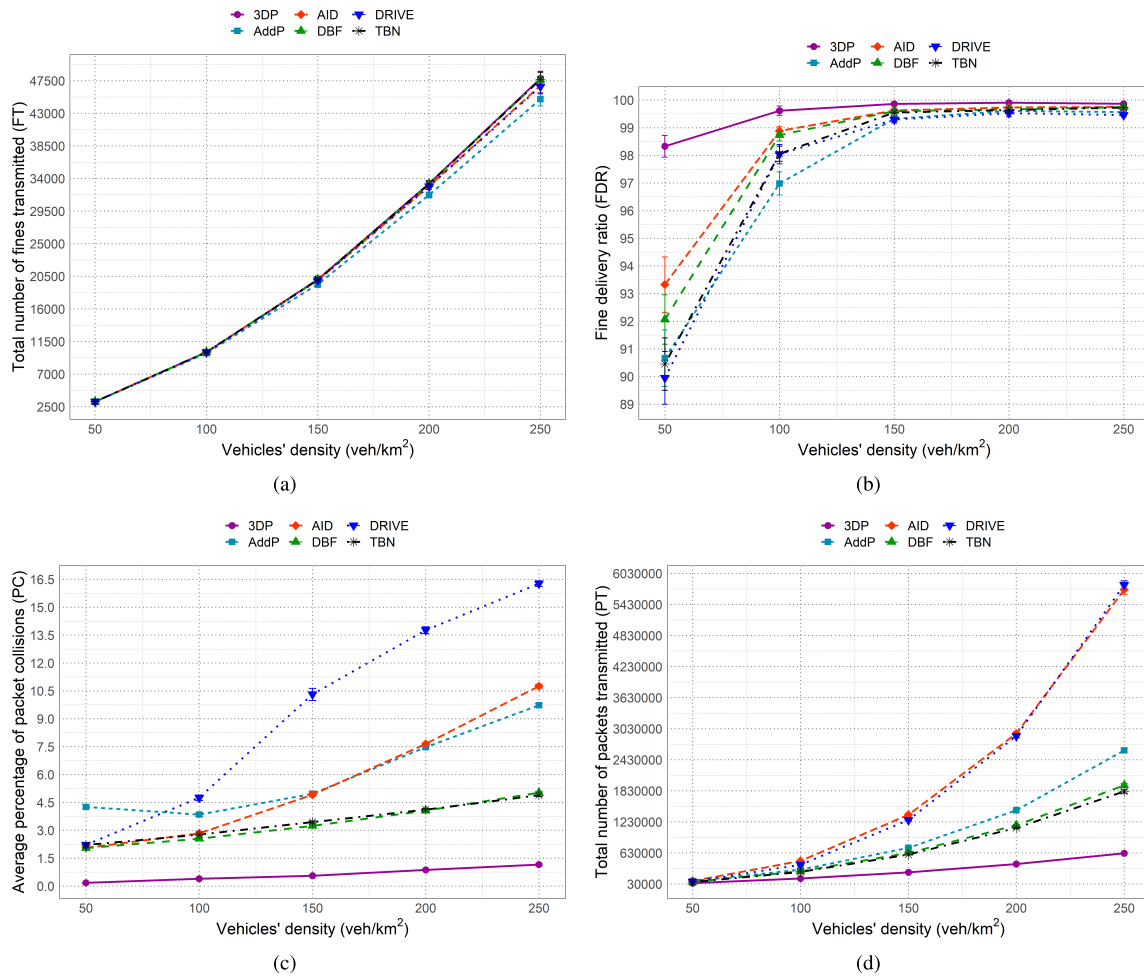 3DP AID DRIVE
AddP DBF TBN
Total number of fines transmitted (FT)
47500
43000
38500
34000
29500
25000
20500
16000
11500
7000
2500
50 100 150 200 250
Vehicles' density (veh/km²)
(a)
3DP AID DRIVE
AddP DBF TBN
Fine delivery ratio (FDR)
100
99
98
97
96
95
94
93
92
91
90
89
50 100 150 200 250
Vehicles' density (veh/km²)
(b)
3DP AID DRIVE
AddP DBF TBN
Average percentage of packet collisions (PC)
16.5
15.0
13.5
12.0
10.5
9.0
7.5
6.0
4.5
3.0
1.5
0.0
50 100 150 200 250
Vehicles' density (veh/km²)
(c)
3DP AID DRIVE
AddP DBF TBN
Total number of packets transmitted (PT)
6030000
5430000
4830000
4230000
3630000
3030000
2430000
1830000
1230000
630000
30000
50 100 150 200 250
Vehicles' density (veh/km²)
(d)